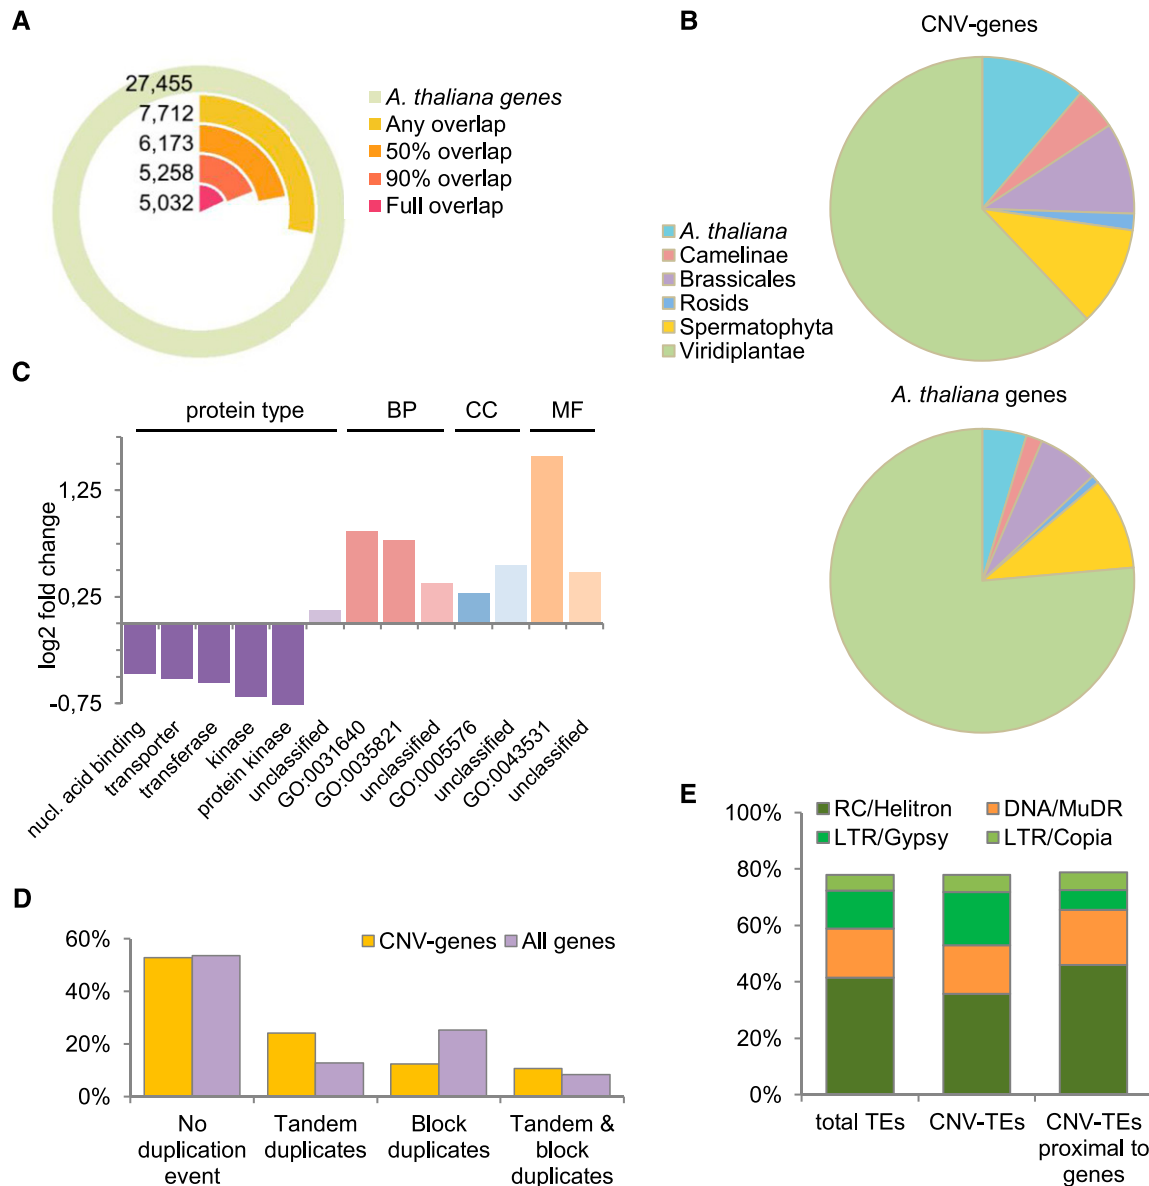 A
27,455
7,712
6,173
5,258
5,032
A. thaliana genes
Any overlap
50% overlap
90% overlap
Full overlap
B
CNV-genes
A. thaliana
Camelinae
Brassicales
Rosids
Spermatophyta
Viridiplantae
A. thaliana genes
C
protein type
BP
CC
MF
log2 fold change
1,25
0,25
-0,75
nucl. acid binding
transporter
transferase
kinase
protein kinase
unclassified
GO:0031640
GO:0035821
unclassified
GO:0005576
unclassified
GO:0043531
unclassified
D
60%
40%
20%
0%
CNV-genes
All genes
No
duplication
event
Tandem
duplicates
Block
duplicates
Tandem &
block
duplicates
E
100%
80%
60%
40%
20%
0%
RC/Helitron
DNA/MuDR
LTR/Gypsy
LTR/Copia
total TEs
CNV-TEs
CNV-TEs
proximal to
genes